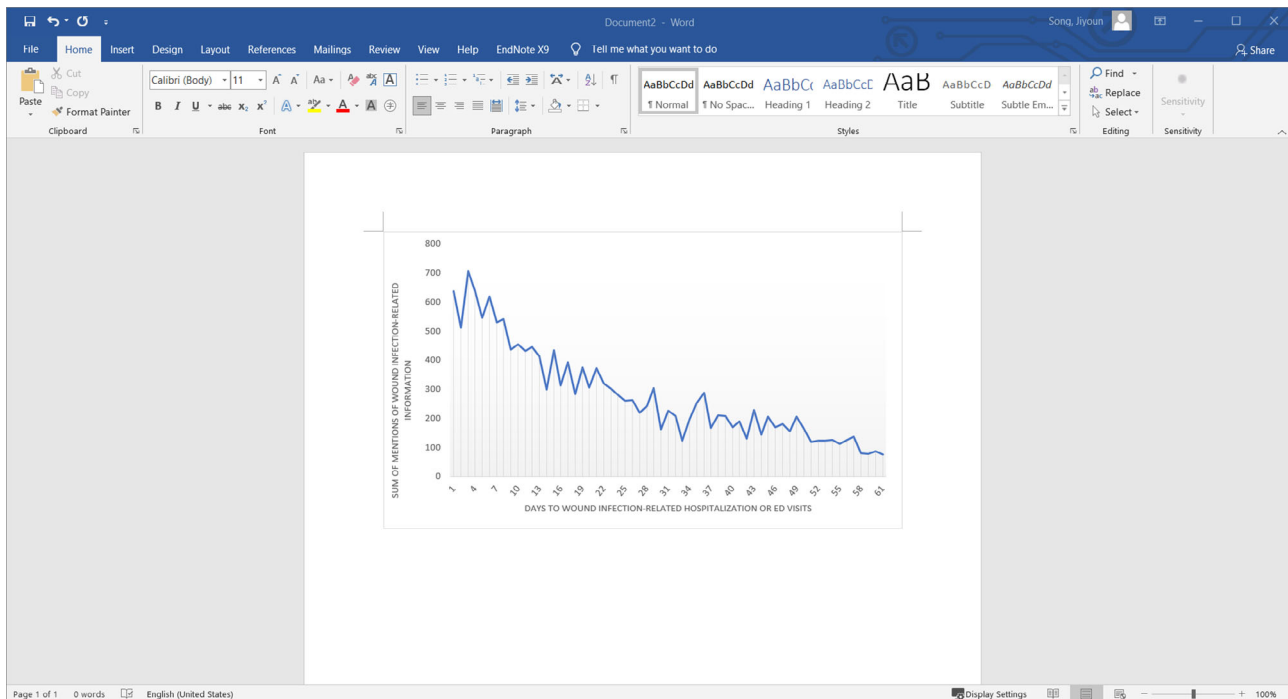 Document2 - Word
Song, Jiyoun
File Home Insert Design Layout References Mailings Review View Help EndNote X9 Tell me what you want to do
Share
Paste
Cut
Copy
Format Painter
Clipboard
Calibri (Body) 11
Aa
B I U abc X₂ X²
Font
Paragraph
AaBbCcDd AaBbCcDd AaBbC( AaBbCcE AaB AaBbCcD AaBbCcDd
¶ Normal ¶ No Spac... Heading 1 Heading 2 Title Subtitle Subtle Em...
Styles
Find
Replace
Select
Editing
Sensitivity
Sensitivity
SUM OF MENTIONS OF WOUND INFECTION-RELATED
INFORMATION
800
700
600
500
400
300
200
100
0
1 4 7 10 13 16 19 22 25 28 31 34 37 40 43 46 49 52 55 58 61
DAYS TO WOUND INFECTION-RELATED HOSPITALIZATION OR ED VISITS
Page 1 of 1 0 words English (United States)
Display Settings
100%